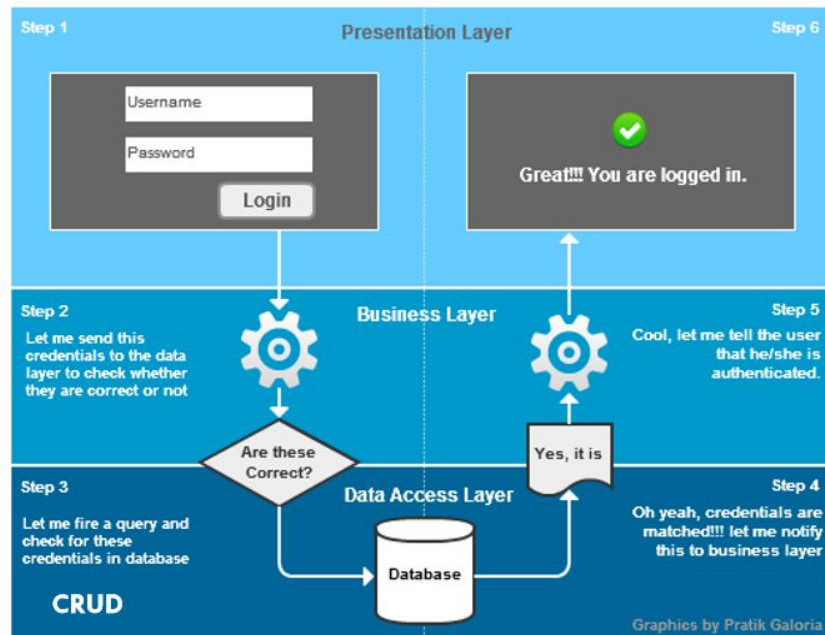 Step 1
Presentation Layer
Step 6
Username
Password
Login
Great!!! You are logged in.
Step 2
Let me send this
credentials to the data
layer to check whether
they are correct or not
Business Layer
Step 5
Cool, let me tell the user
that he/she is
authenticated.
Are these
Correct?
Yes, it is
Step 3
Let me fire a query and
check for these
credentials in database
Data Access Layer
Database
Step 4
Oh yeah, credentials are
matched!!! let me notify
this to business layer
CRUD
Graphics by Pratik Galoria